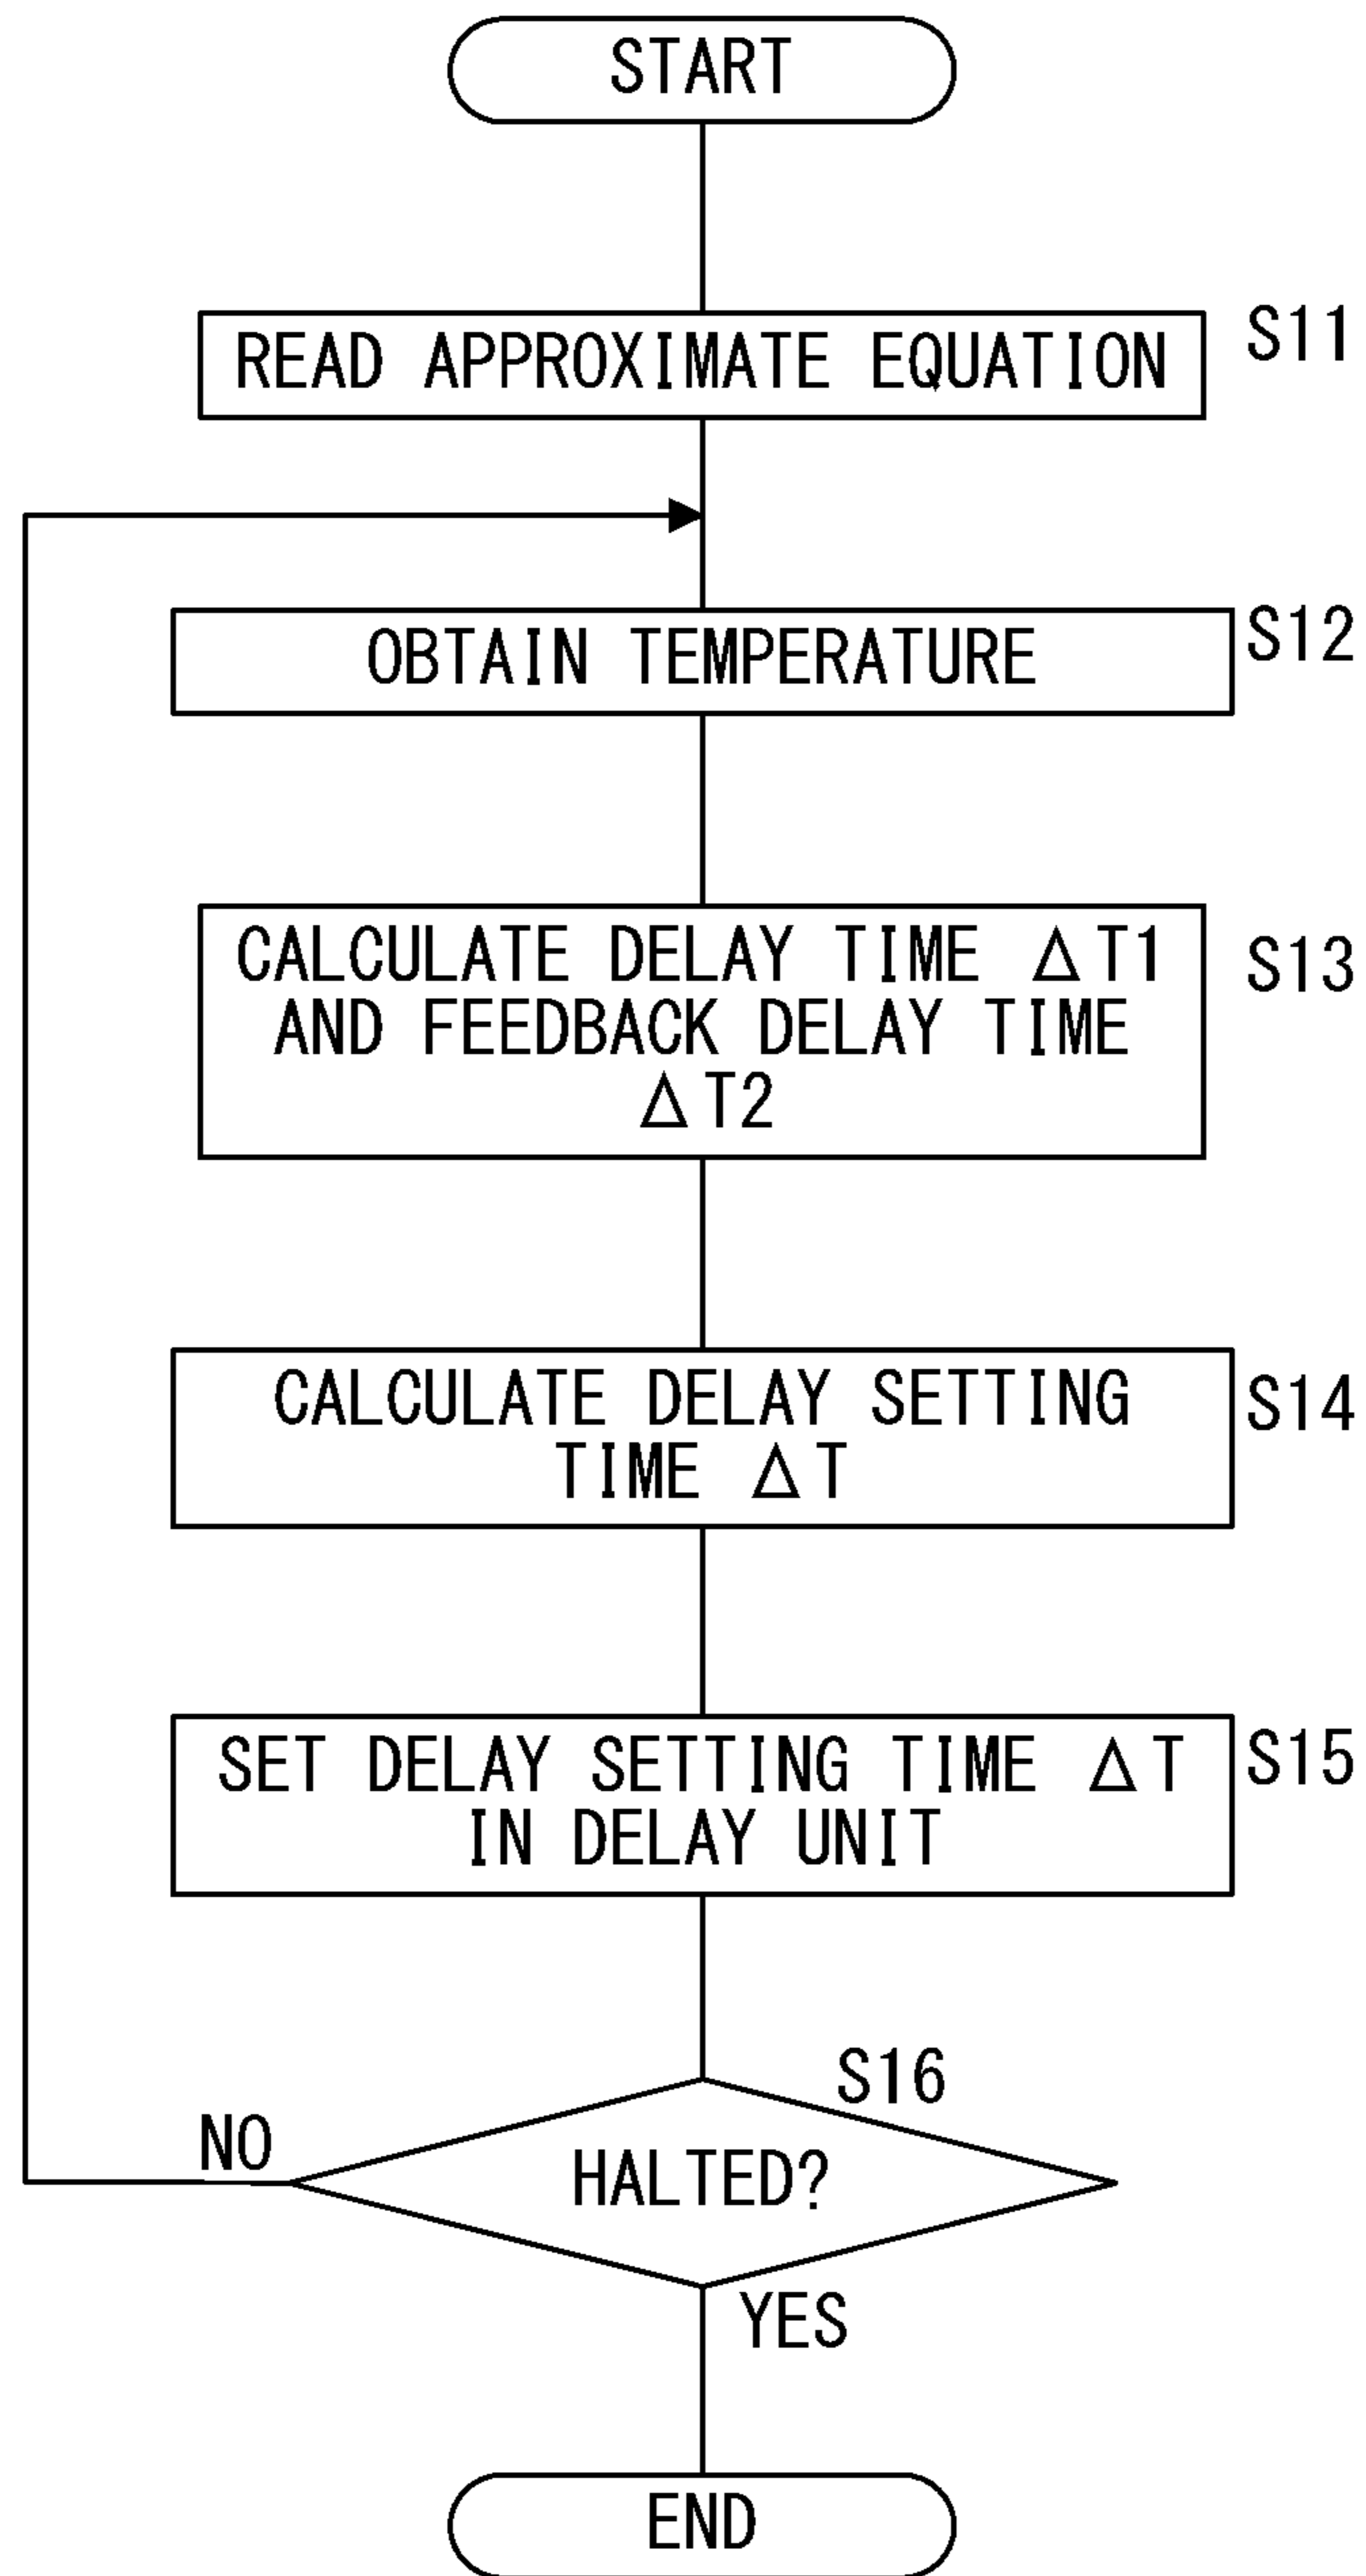 START
READ APPROXIMATE EQUATION
S11
OBTAIN TEMPERATURE
S12
CALCULATE DELAY TIME ΔT1
AND FEEDBACK DELAY TIME
ΔT2
S13
CALCULATE DELAY SETTING
TIME ΔT
S14
SET DELAY SETTING TIME ΔT
IN DELAY UNIT
S15
S16
HALTED?
NO
YES
END